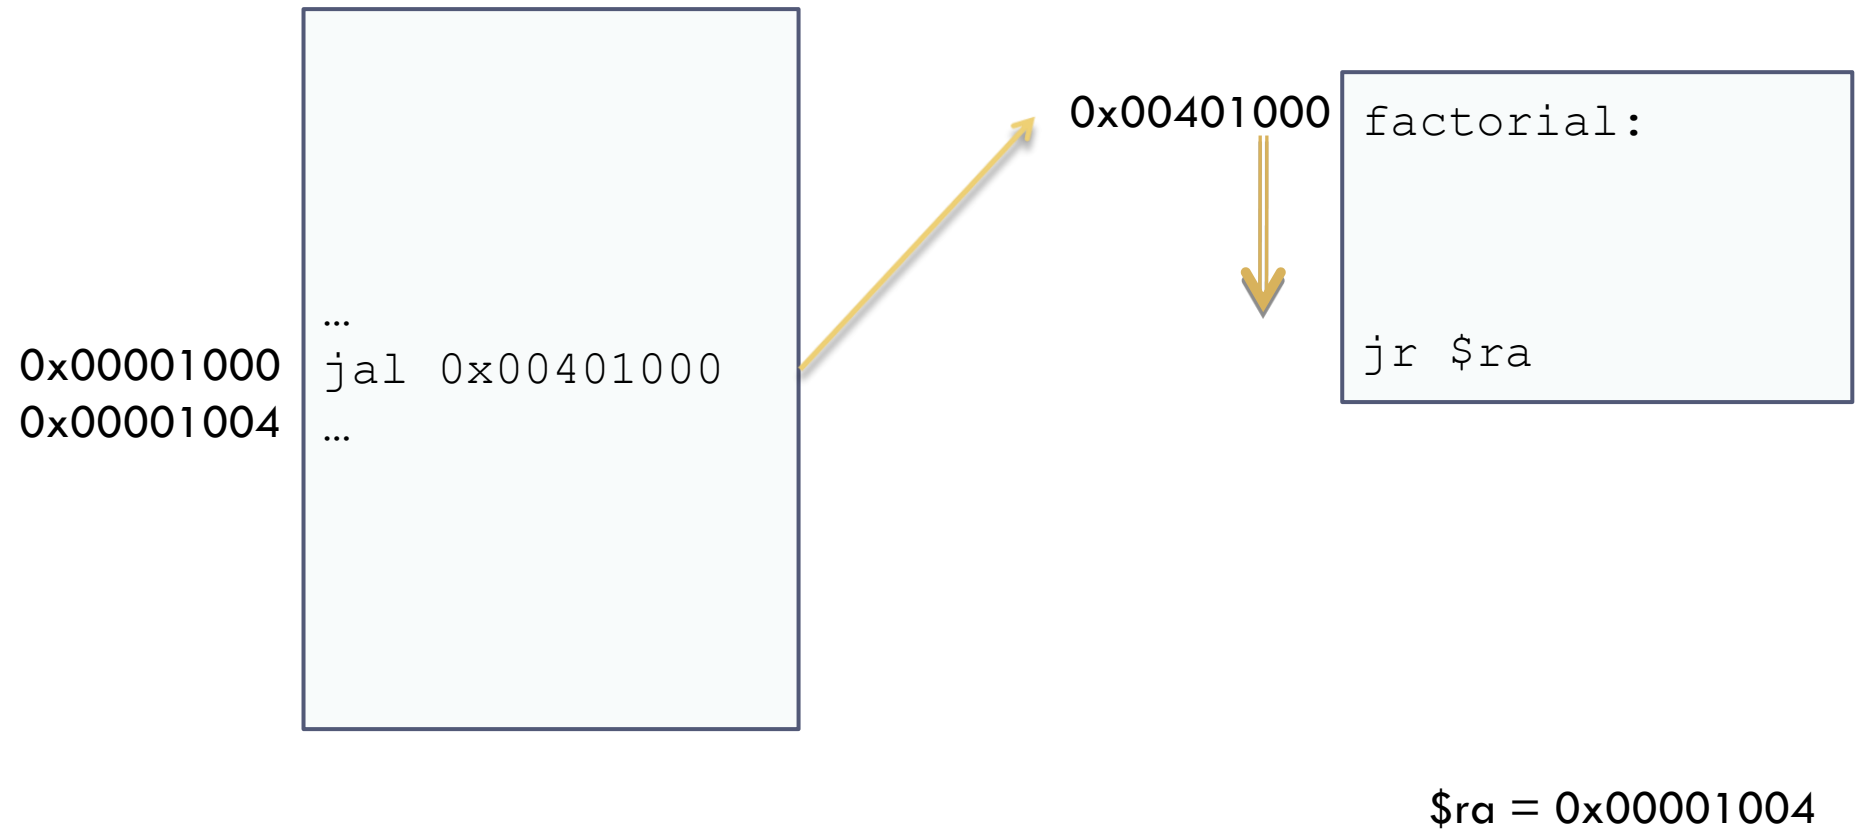 …
0x00001000 jal 0x00401000
0x00001004 …
0x00401000 factorial:
jr $ra
$ra = 0x00001004